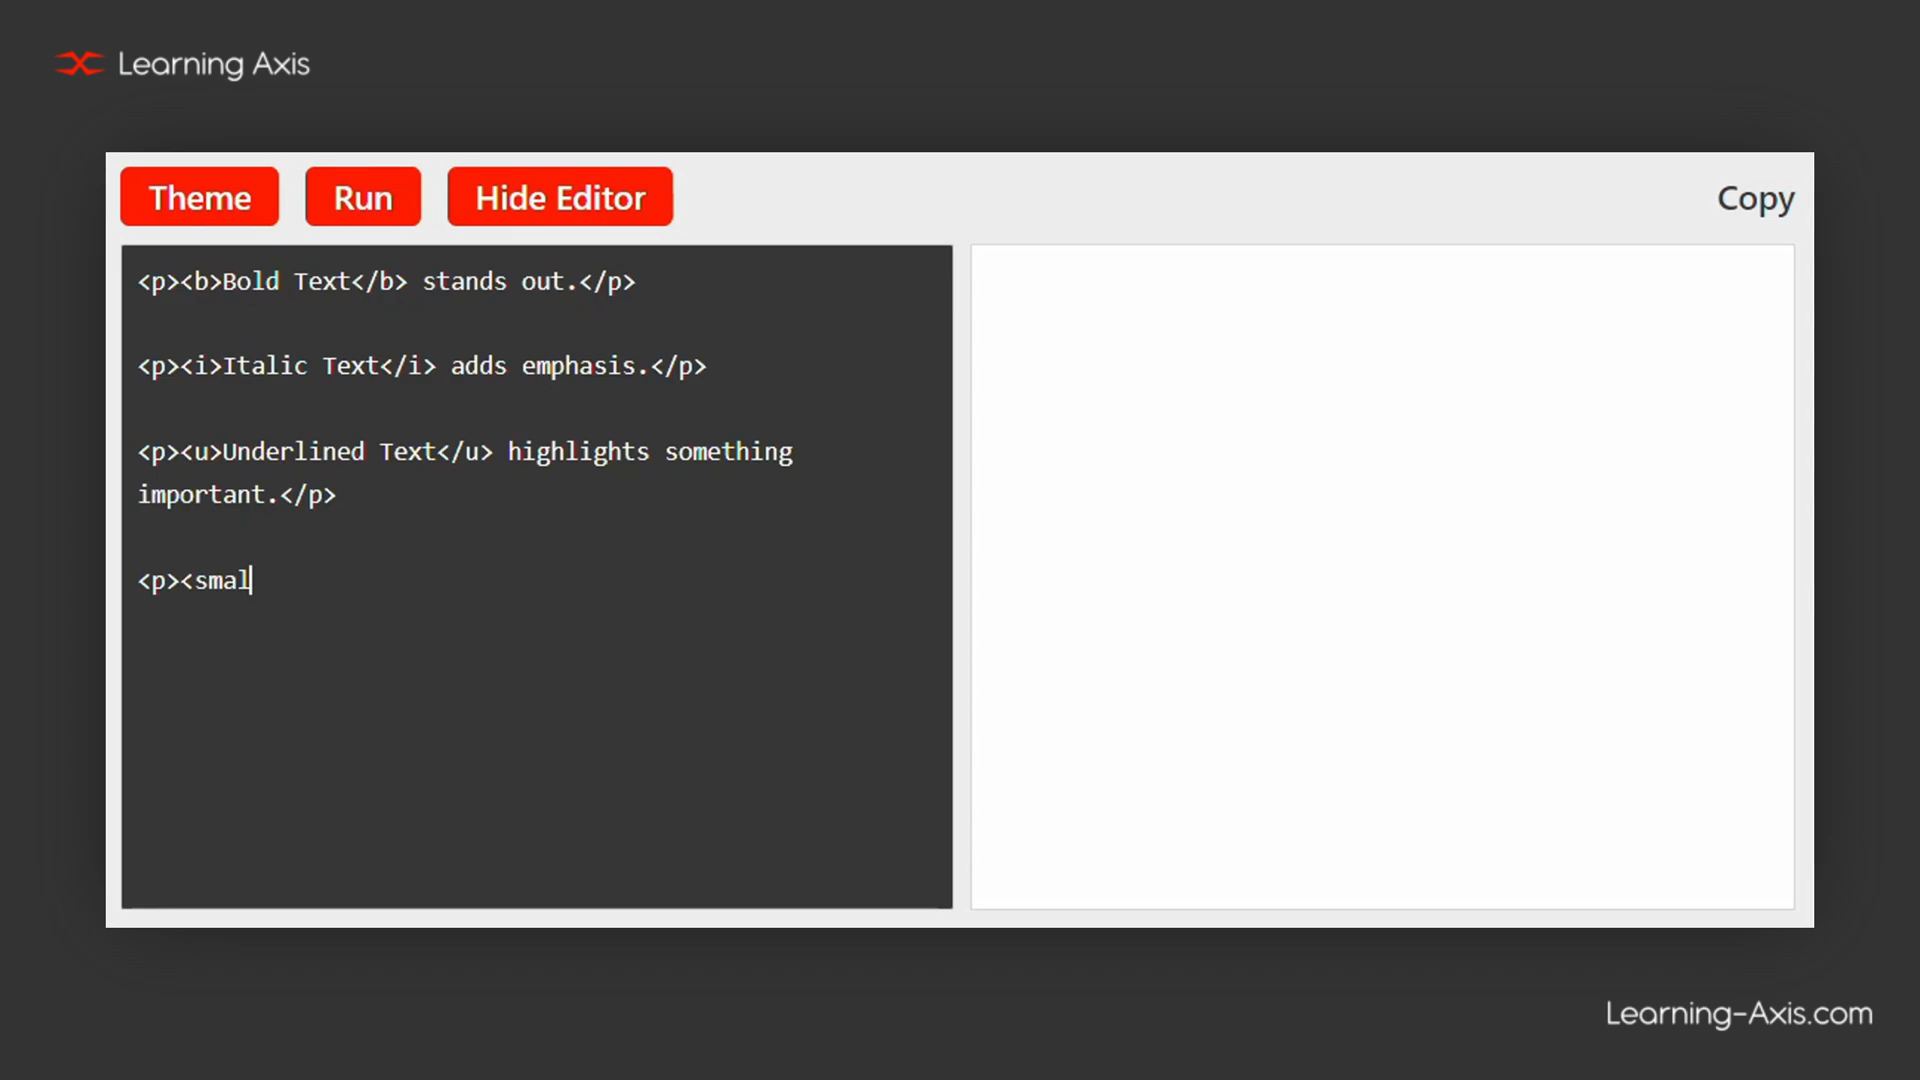 Learning Axis
Theme Run Hide Editor Copy
<p><b>Bold Text</b> stands out.</p>
<p><i>Italic Text</i> adds emphasis.</p>
<p><u>Underlined Text</u> highlights something
important.</p>
<p><smal
Learning-Axis.com